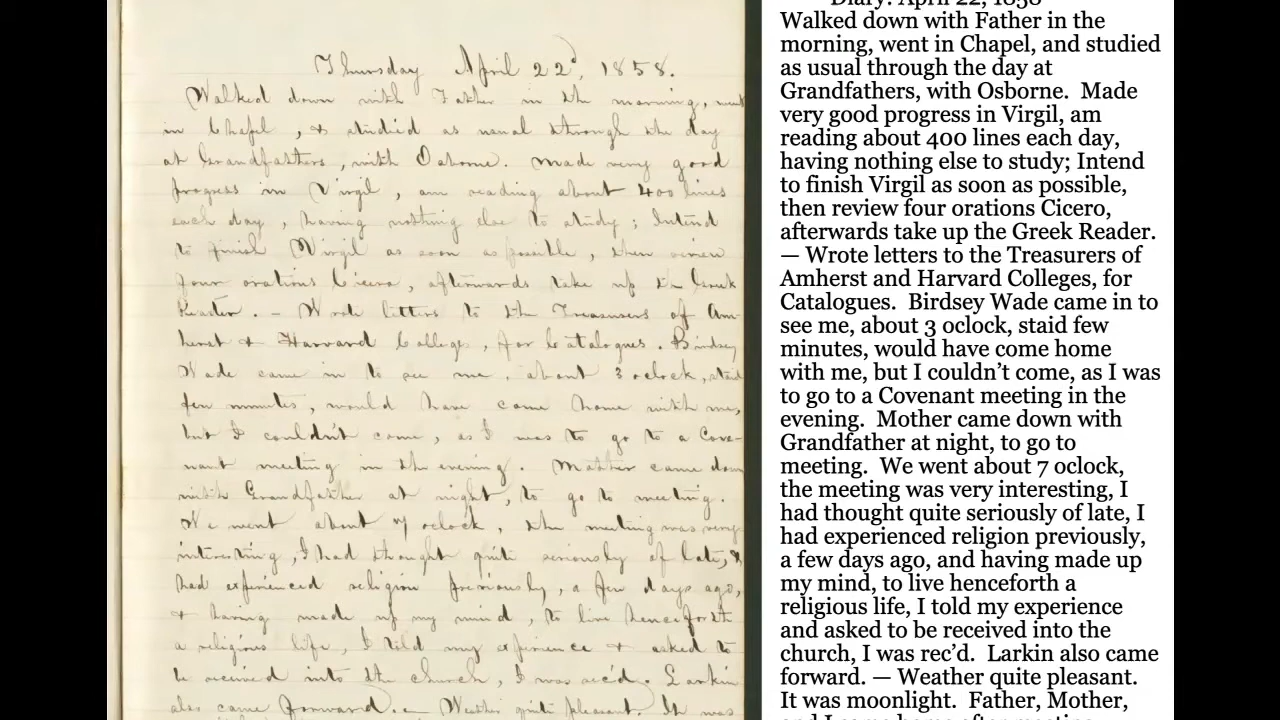 Thursday April 22d, 1858.
Walked down with Father in the morning, went
in Chapel, & studied as usual through the day
at Grandfathers, with Osborne. Made very good
progress in Virgil, am reading about 400 lines
each day, having nothing else to study; Intend
to finish Virgil as soon as possible, then review
four orations Cicero, afterwards take up the Greek
Reader. – Wrote letters to the Treasurers of Am-
herst & Harvard Colleges, for Catalogues. Birdsey
Wade came in to see me, about 3 oclock, staid
few minutes, would have come home with me,
but I couldn't come, as I was to go to a Cove-
nant meeting in the evening. Mother came down
with Grandfather at night, to go to meeting.
We went about 7 oclock, the meeting was very
interesting, I had thought quite seriously of late, I
had experienced religion previously, a few days ago,
& having made up my mind, to live henceforth
a religious life, I told my experience & asked to
be received into the church, I was rec'd. Larkin
also came forward. – Weather quite pleasant. It was
Diary: April 22, 1858
Walked down with Father in the
morning, went in Chapel, and studied
as usual through the day at
Grandfathers, with Osborne. Made
very good progress in Virgil, am
reading about 400 lines each day,
having nothing else to study; Intend
to finish Virgil as soon as possible,
then review four orations Cicero,
afterwards take up the Greek Reader.
— Wrote letters to the Treasurers of
Amherst and Harvard Colleges, for
Catalogues. Birdsey Wade came in to
see me, about 3 oclock, staid few
minutes, would have come home
with me, but I couldn’t come, as I was
to go to a Covenant meeting in the
evening. Mother came down with
Grandfather at night, to go to
meeting. We went about 7 oclock,
the meeting was very interesting, I
had thought quite seriously of late, I
had experienced religion previously,
a few days ago, and having made up
my mind, to live henceforth a
religious life, I told my experience
and asked to be received into the
church, I was rec’d. Larkin also came
forward. — Weather quite pleasant.
It was moonlight. Father, Mother,
and I came home after meeting